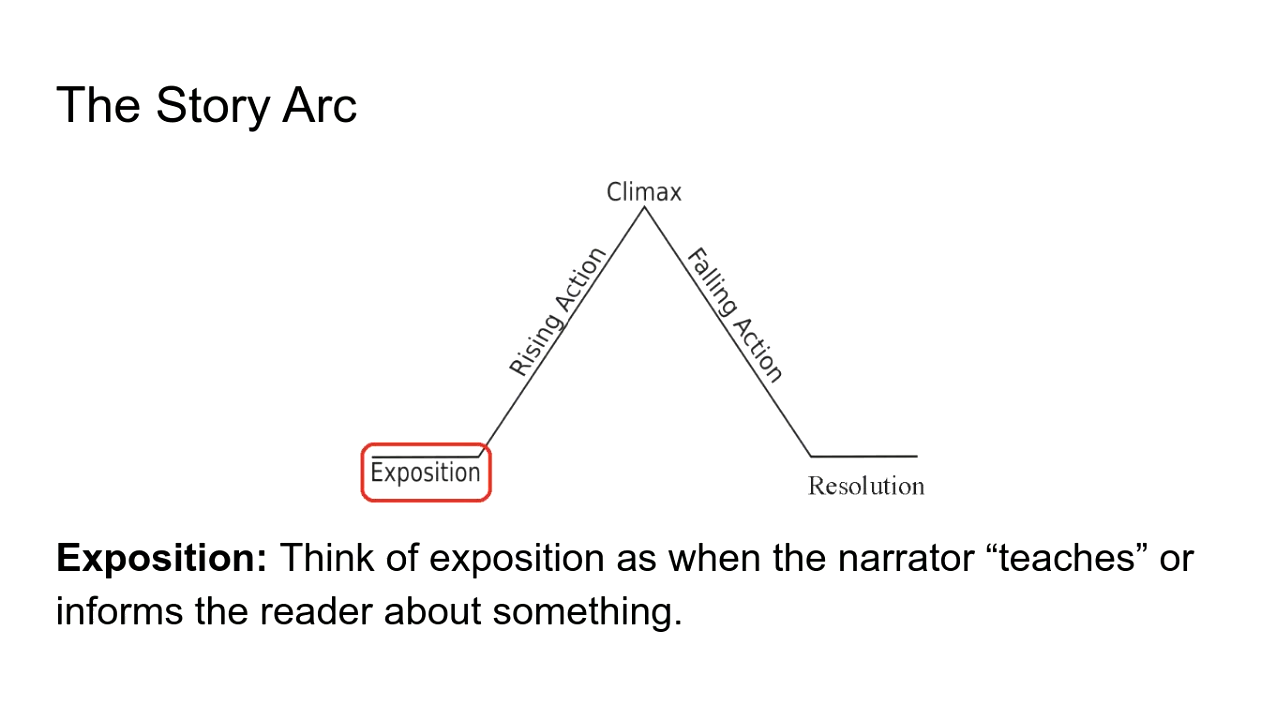 The Story Arc
Climax
Rising Action
Falling Action
Exposition
Resolution
Exposition: Think of exposition as when the narrator “teaches” or
informs the reader about something.